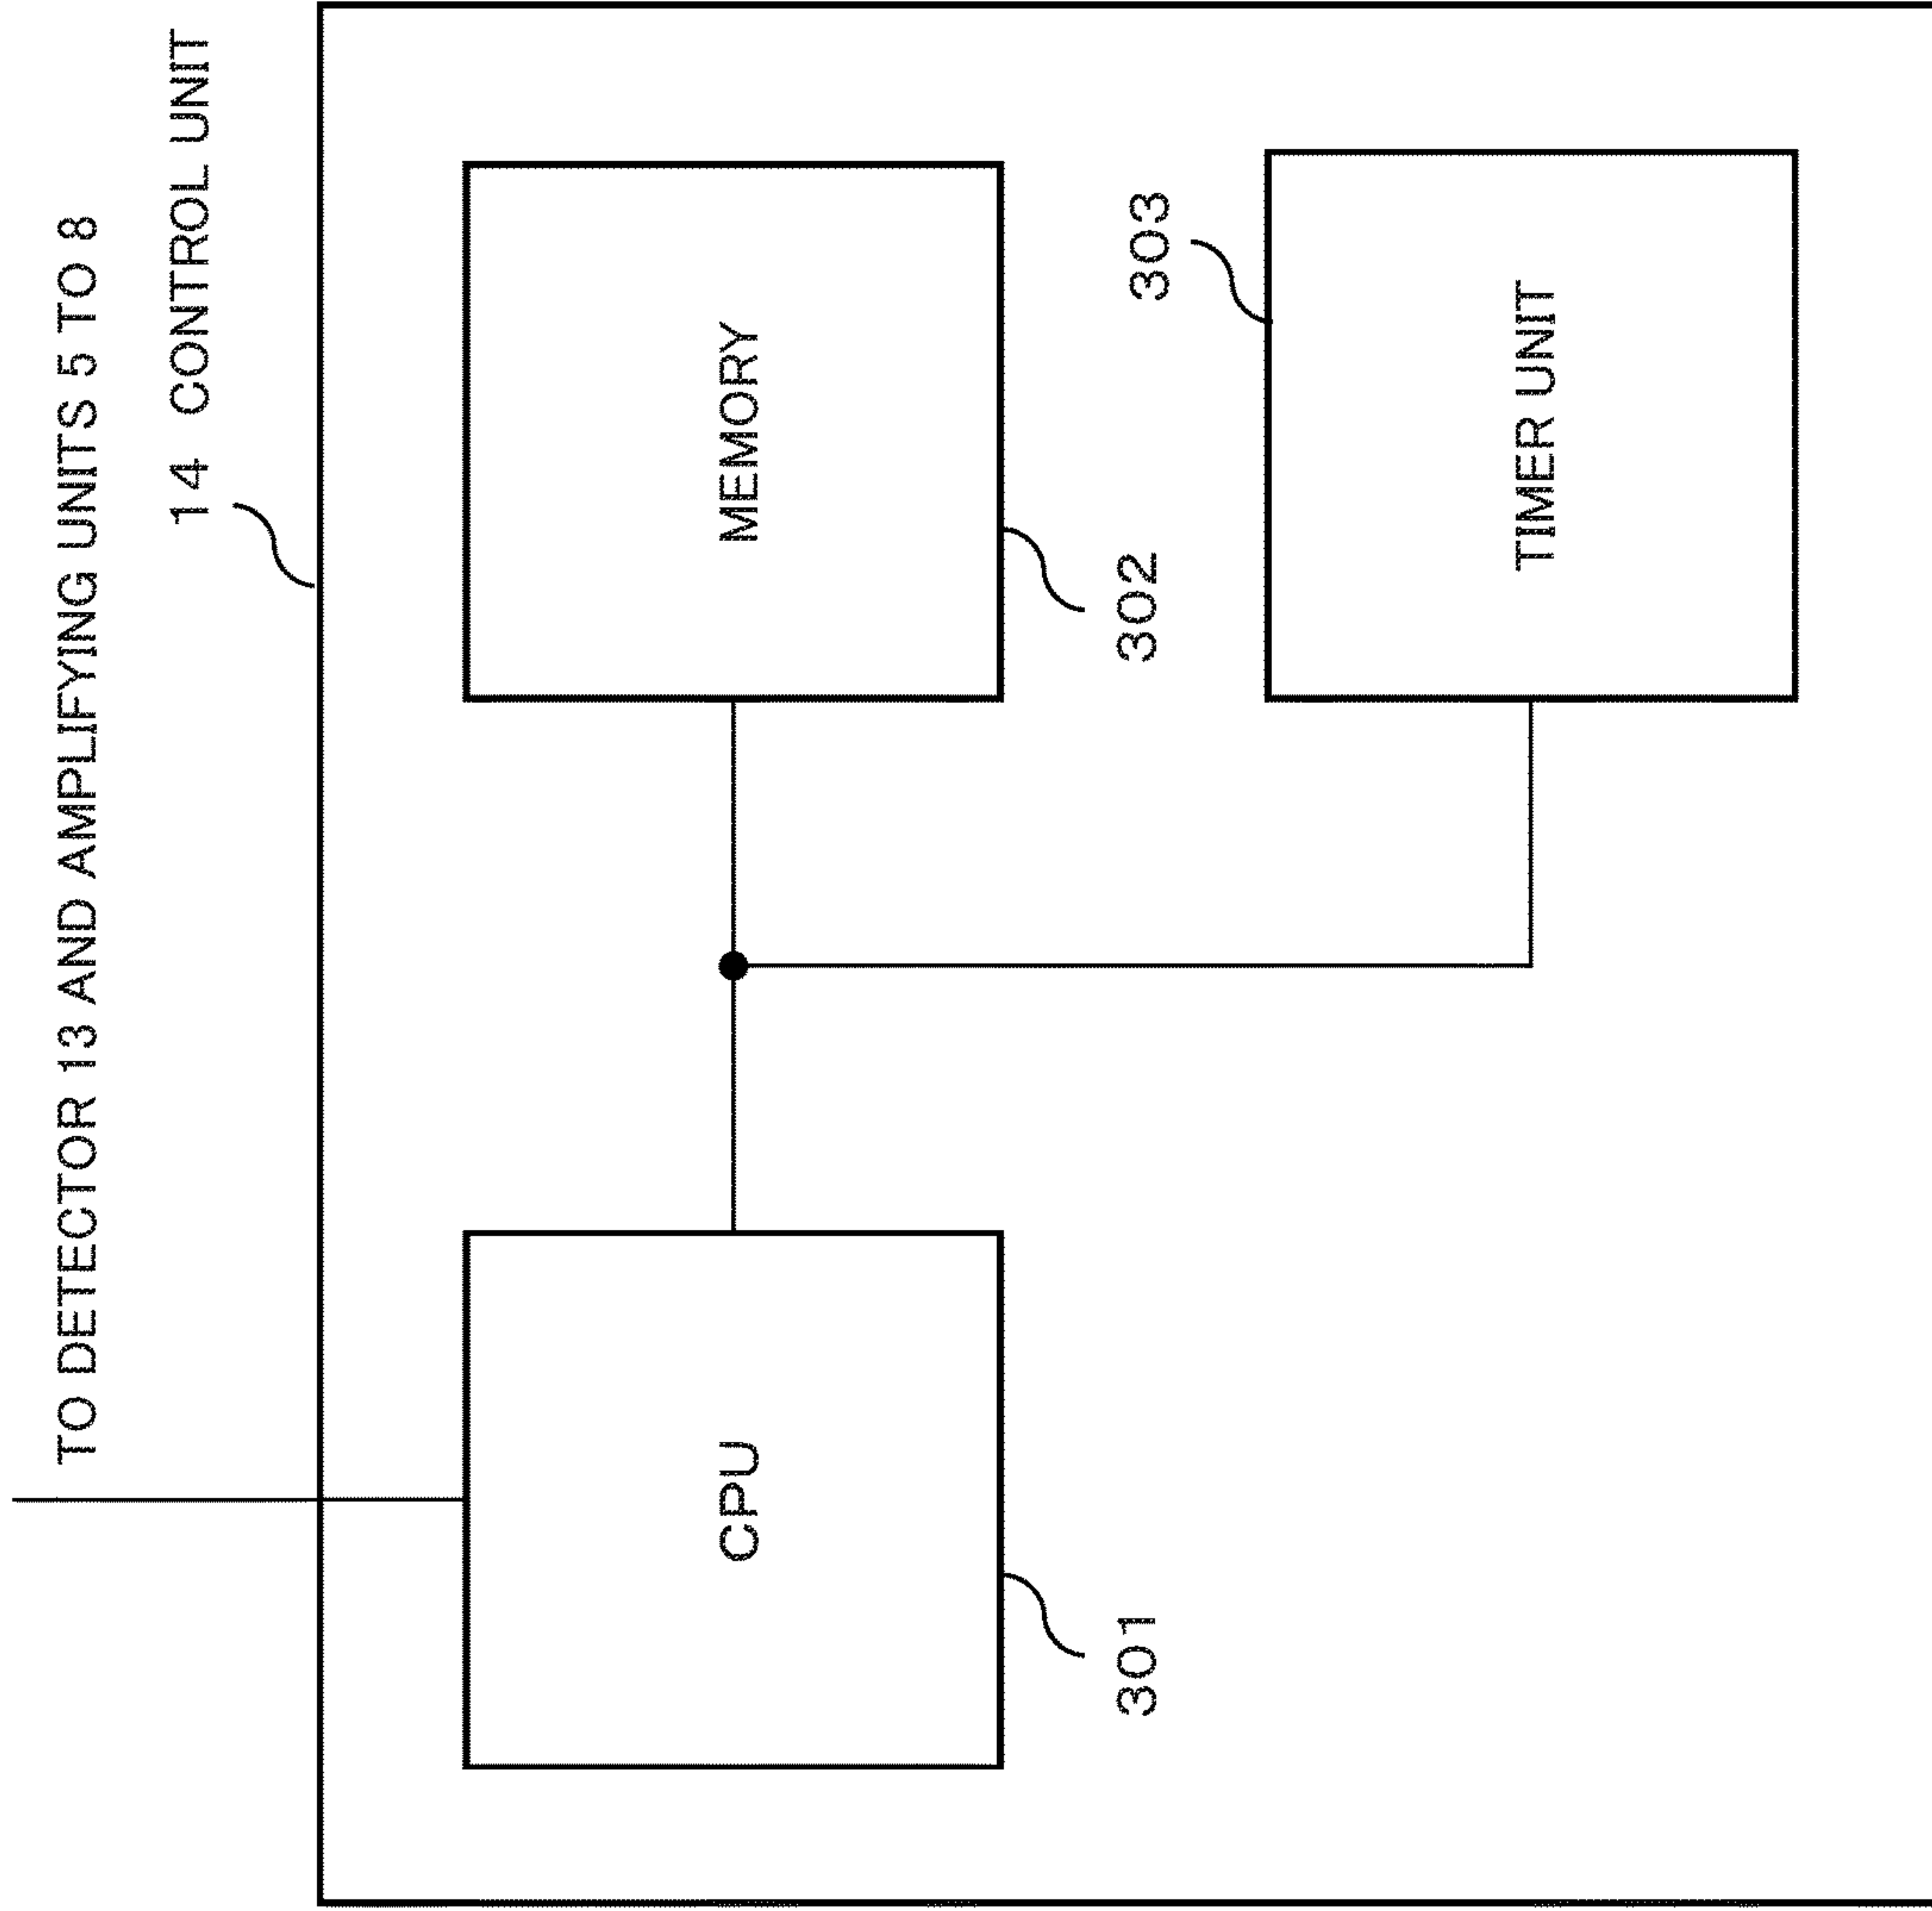 TO DETECTOR 13 AND AMPLIFYING UNITS 5 TO 8
14 CONTROL UNIT
CPU
MEMORY
301
302
303
TIMER UNIT